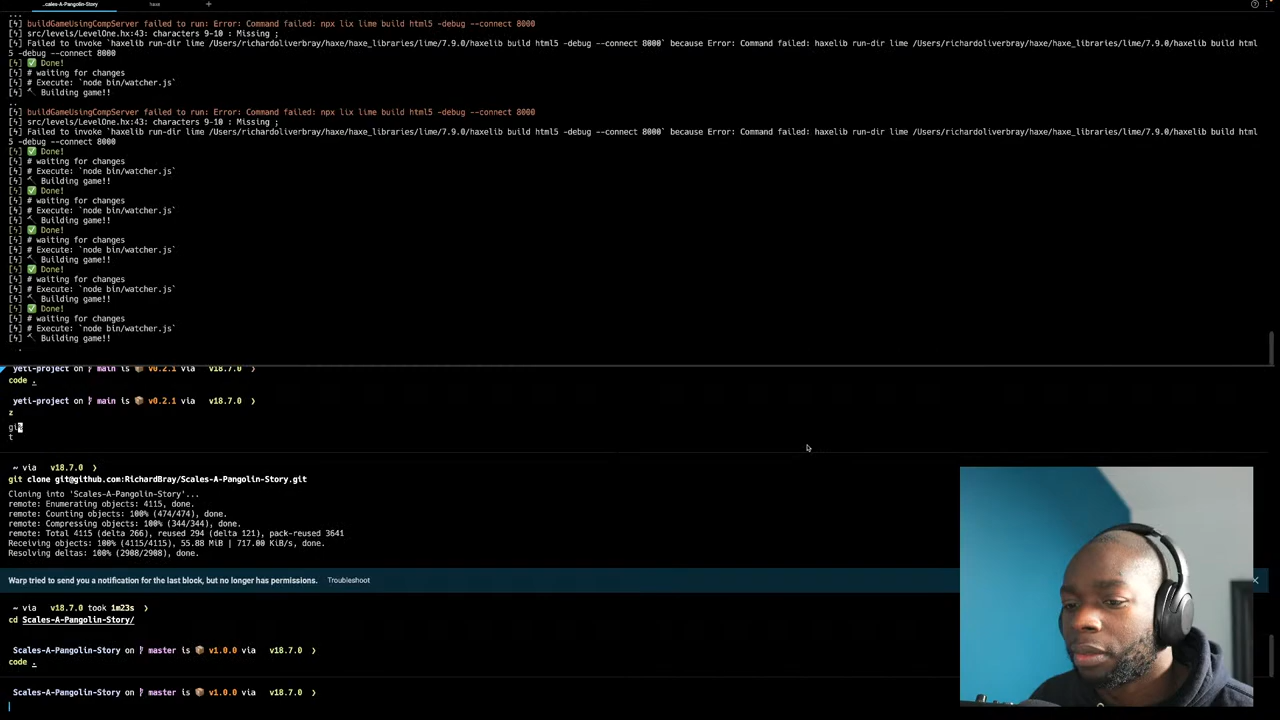 ..cales-A-Pangolin-Story
haxe
+
...
[ϟ] buildGameUsingCompServer failed to run: Error: Command failed: npx lix lime build html5 -debug --connect 8000
[ϟ] src/levels/LevelOne.hx:43: characters 9-10 : Missing ;
[ϟ] Failed to invoke `haxelib run-dir lime /Users/richardoliverbray/haxe/haxe_libraries/lime/7.9.0/haxelib build html5 -debug --connect 8000` because Error: Command failed: haxelib run-dir lime /Users/richardoliverbray/haxe/haxe_libraries/lime/7.9.0/haxelib build html
5 -debug --connect 8000
[ϟ] ✅ Done!
[ϟ] # waiting for changes
[ϟ] # Execute: `node bin/watcher.js`
[ϟ] 🔨 Building game!!
..
[ϟ] buildGameUsingCompServer failed to run: Error: Command failed: npx lix lime build html5 -debug --connect 8000
[ϟ] src/levels/LevelOne.hx:43: characters 9-10 : Missing ;
[ϟ] Failed to invoke `haxelib run-dir lime /Users/richardoliverbray/haxe/haxe_libraries/lime/7.9.0/haxelib build html5 -debug --connect 8000` because Error: Command failed: haxelib run-dir lime /Users/richardoliverbray/haxe/haxe_libraries/lime/7.9.0/haxelib build html
5 -debug --connect 8000
[ϟ] ✅ Done!
[ϟ] # waiting for changes
[ϟ] # Execute: `node bin/watcher.js`
[ϟ] 🔨 Building game!!
[ϟ] ✅ Done!
[ϟ] # waiting for changes
[ϟ] # Execute: `node bin/watcher.js`
[ϟ] 🔨 Building game!!
[ϟ] ✅ Done!
[ϟ] # waiting for changes
[ϟ] # Execute: `node bin/watcher.js`
[ϟ] 🔨 Building game!!
[ϟ] ✅ Done!
[ϟ] # waiting for changes
[ϟ] # Execute: `node bin/watcher.js`
[ϟ] 🔨 Building game!!
[ϟ] ✅ Done!
[ϟ] # waiting for changes
[ϟ] # Execute: `node bin/watcher.js`
[ϟ] 🔨 Building game!!
.
yeti-project on main is 📦 v0.2.1 via v18.7.0 ❯
code .
yeti-project on main is 📦 v0.2.1 via v18.7.0 ❯
z
gi
t
~ via v18.7.0 ❯
git clone git@github.com:RichardBray/Scales-A-Pangolin-Story.git
Cloning into 'Scales-A-Pangolin-Story'...
remote: Enumerating objects: 4115, done.
remote: Counting objects: 100% (474/474), done.
remote: Compressing objects: 100% (344/344), done.
remote: Total 4115 (delta 266), reused 294 (delta 121), pack-reused 3641
Receiving objects: 100% (4115/4115), 55.88 MiB | 717.00 KiB/s, done.
Resolving deltas: 100% (2908/2908), done.
Warp tried to send you a notification for the last block, but no longer has permissions. Troubleshoot
~ via v18.7.0 took 1m23s ❯
cd Scales-A-Pangolin-Story/
Scales-A-Pangolin-Story on master is 📦 v1.0.0 via v18.7.0 ❯
code .
Scales-A-Pangolin-Story on master is 📦 v1.0.0 via v18.7.0 ❯